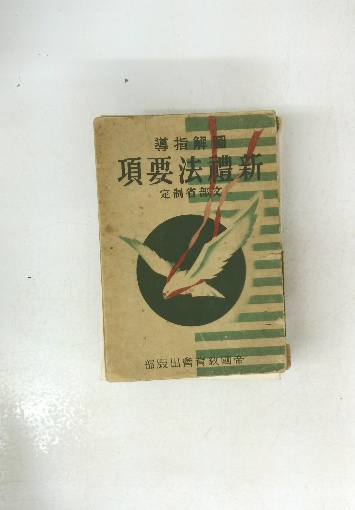 圖解指導
新禮法要項
文部省制定
帝國敎育會出版部